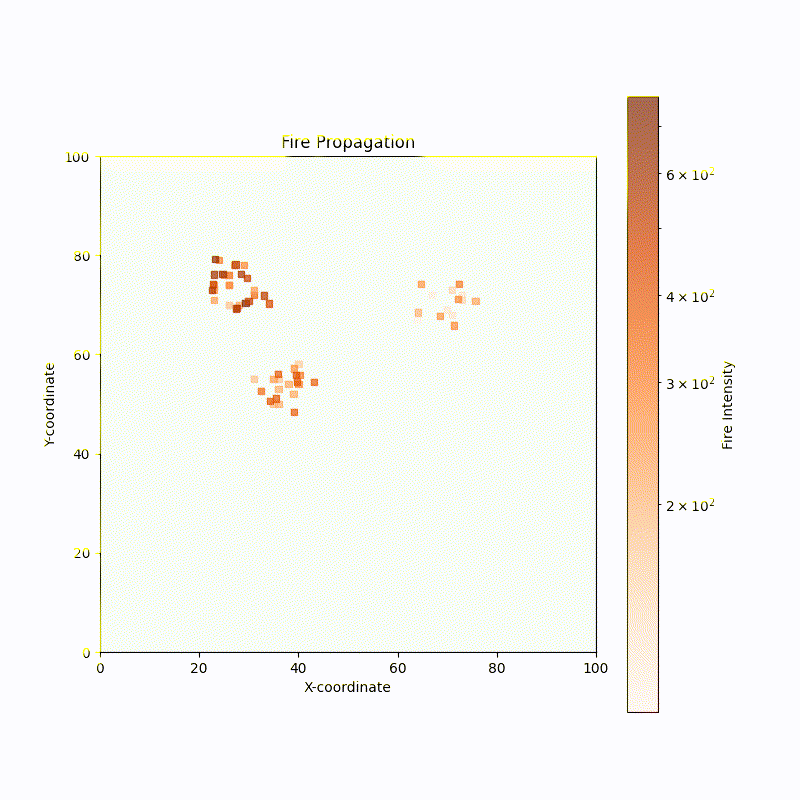 Fire Propagation
100
80
60
40
20
0
0 20 40 60 80 100
X-coordinate
Y-coordinate
6 × 10²
4 × 10²
3 × 10²
2 × 10²
Fire Intensity